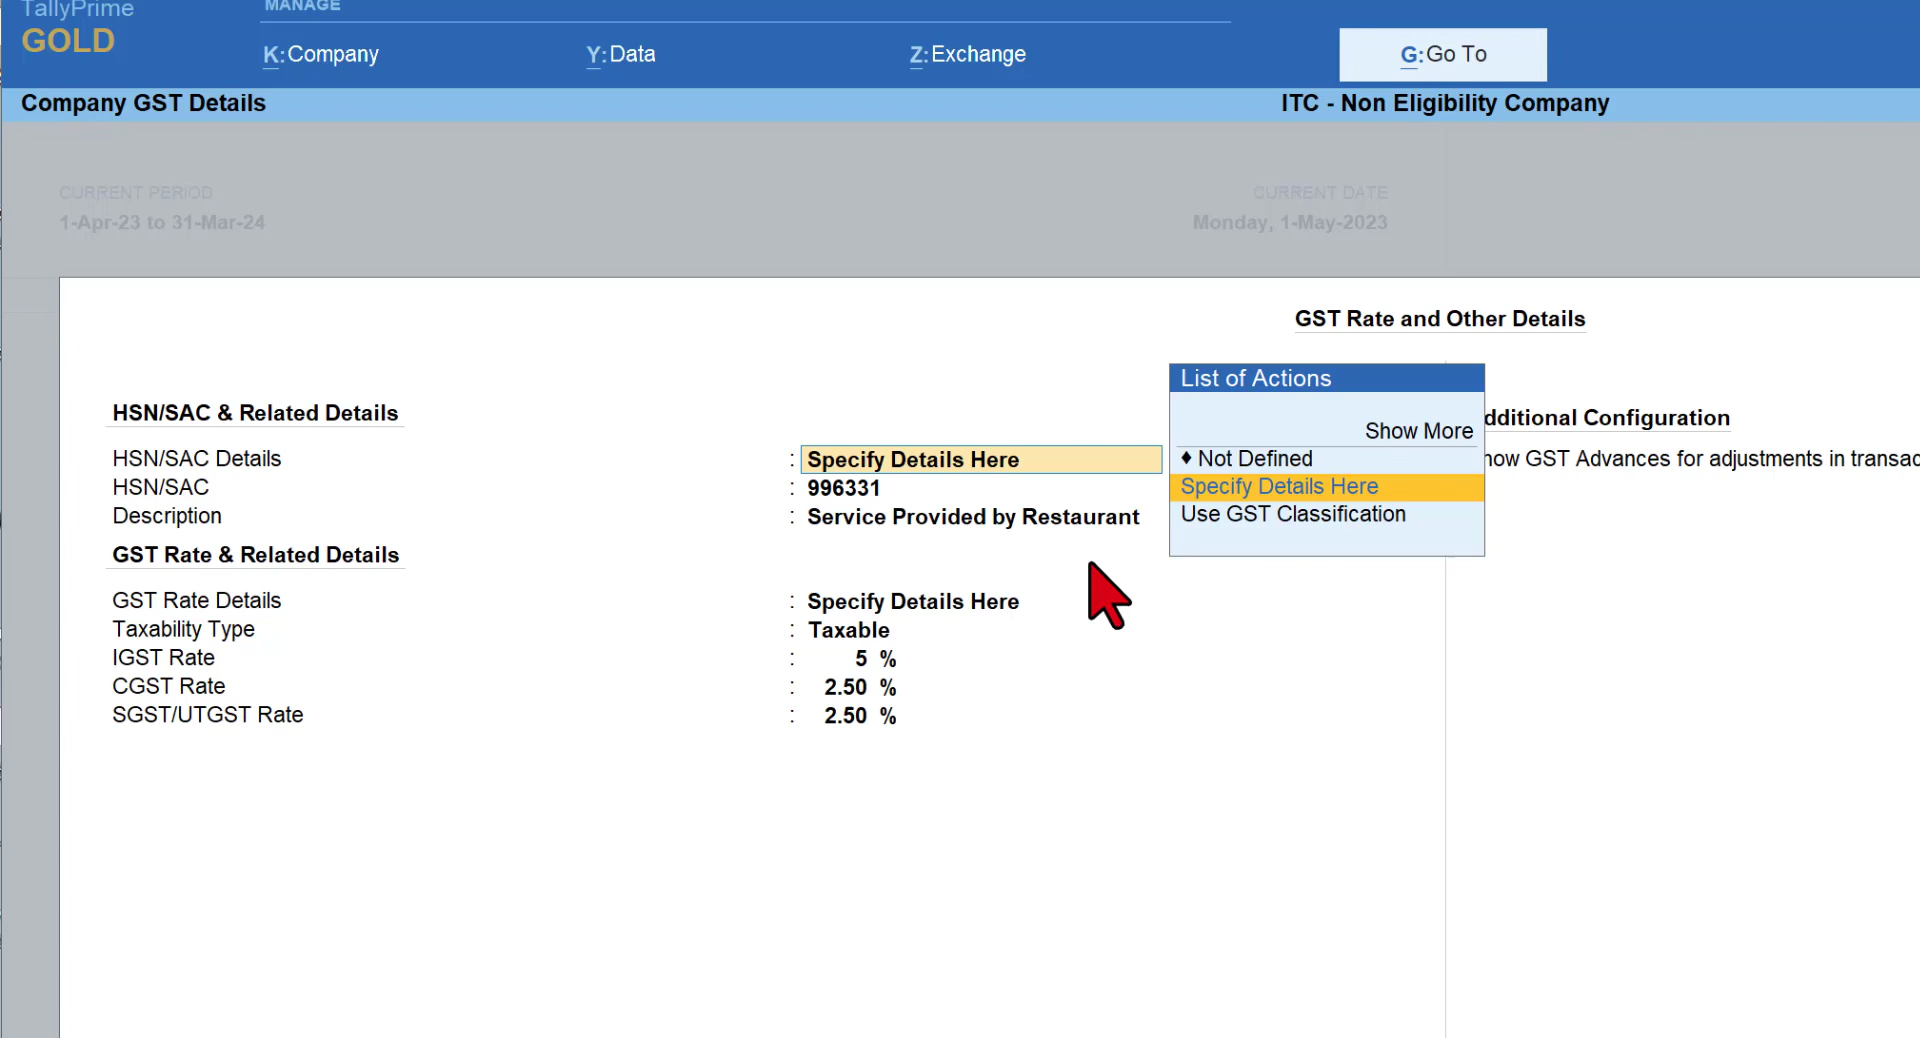 TallyPrime
GOLD
MANAGE
K:Company
Y:Data
Z:Exchange
G:Go To
Company GST Details
ITC - Non Eligibility Company
CURRENT PERIOD
1-Apr-23 to 31-Mar-24
CURRENT DATE
Monday, 1-May-2023
GST Rate and Other Details
HSN/SAC & Related Details
HSN/SAC Details : Specify Details Here
HSN/SAC : 996331
Description : Service Provided by Restaurant
GST Rate & Related Details
GST Rate Details : Specify Details Here
Taxability Type : Taxable
IGST Rate : 5 %
CGST Rate : 2.50 %
SGST/UTGST Rate : 2.50 %
List of Actions
Show More
♦ Not Defined
Specify Details Here
Use GST Classification
dditional Configuration
how GST Advances for adjustments in transac